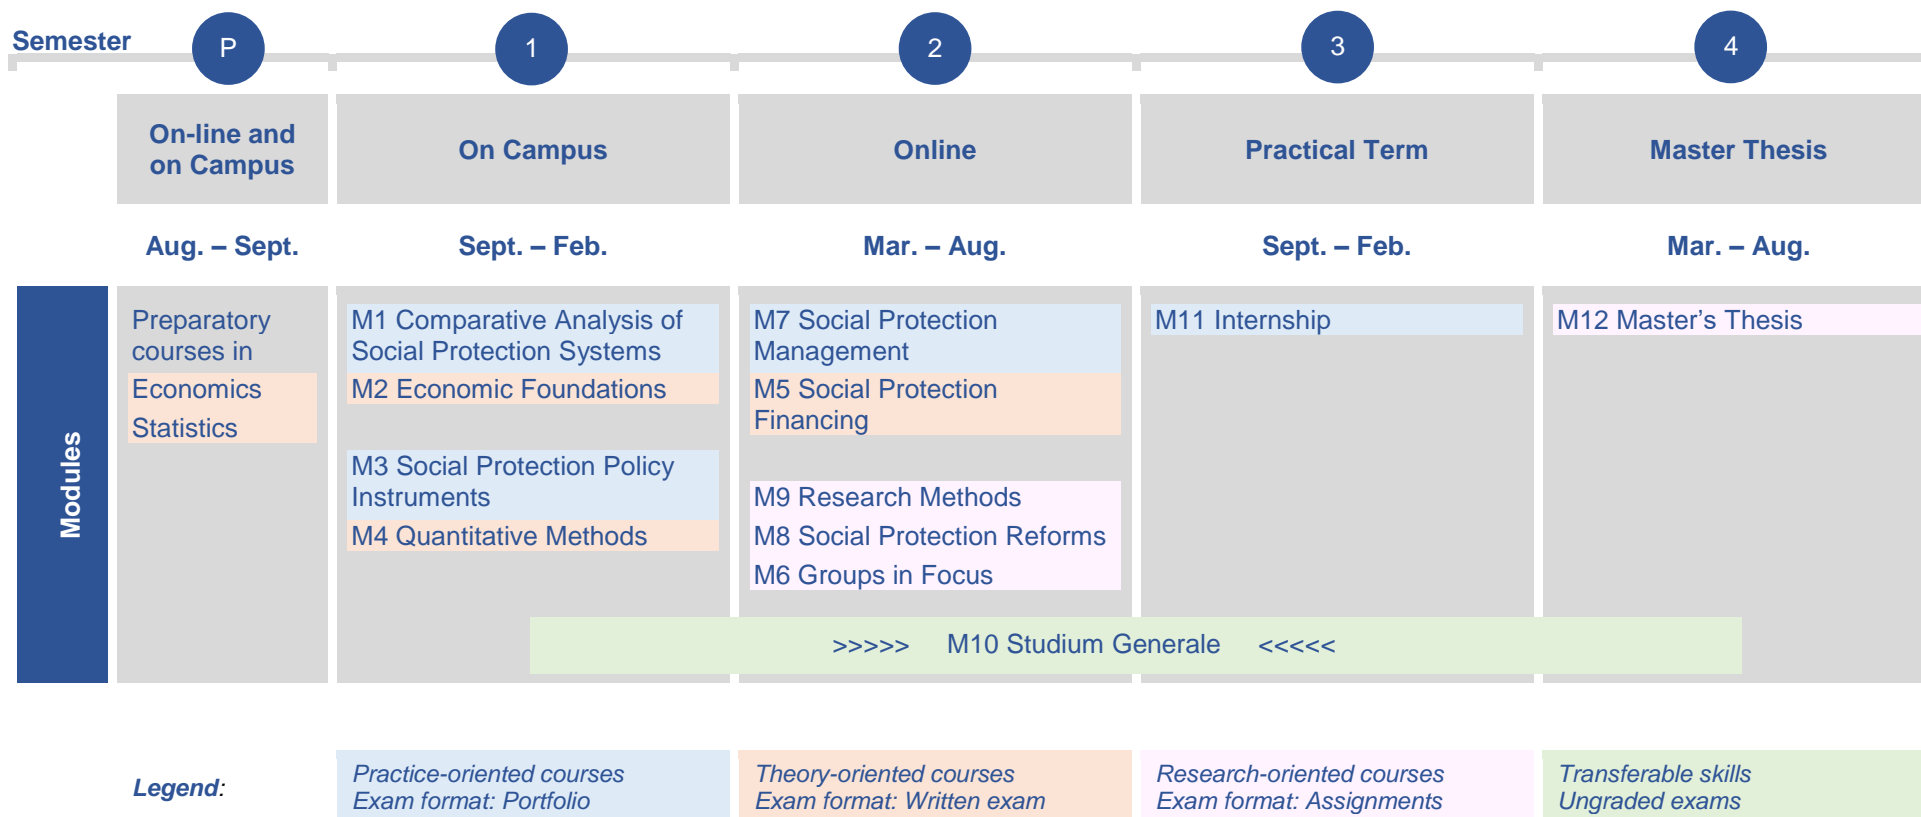 Semester
P
1
2
3
4
On-line and
on Campus
On Campus
Online
Practical Term
Master Thesis
Aug. – Sept.
Sept. – Feb.
Mar. – Aug.
Sept. – Feb.
Mar. – Aug.
Modules
Preparatory
courses in
Economics
Statistics
M1 Comparative Analysis of
Social Protection Systems
M2 Economic Foundations
M3 Social Protection Policy
Instruments
M4 Quantitative Methods
M7 Social Protection
Management
M5 Social Protection
Financing
M9 Research Methods
M8 Social Protection Reforms
M6 Groups in Focus
M11 Internship
M12 Master’s Thesis
>>>>> M10 Studium Generale <<<<<
Legend:
Practice-oriented courses
Exam format: Portfolio
Theory-oriented courses
Exam format: Written exam
Research-oriented courses
Exam format: Assignments
Transferable skills
Ungraded exams